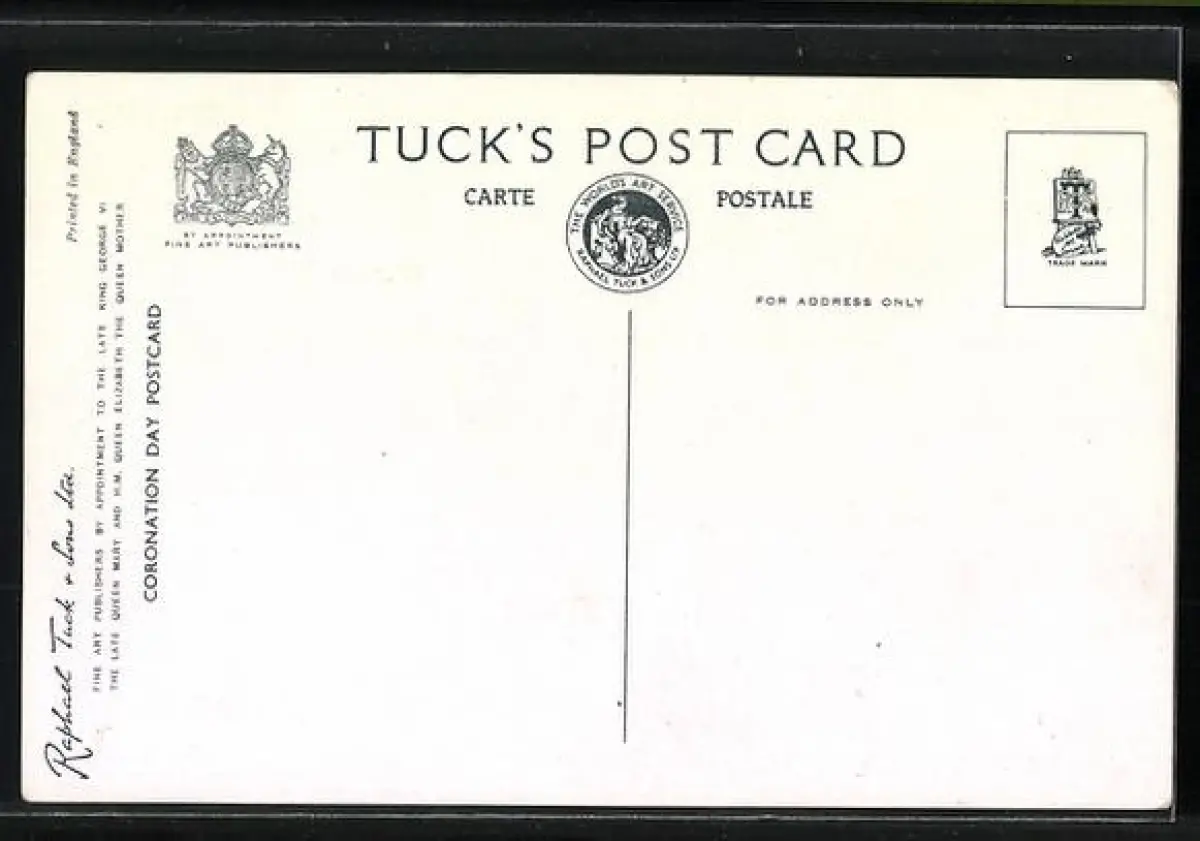 TUCK'S POST CARD
CARTE POSTALE
THE WORLD'S ART SERVICE
RAPHAEL TUCK & SONS LTD
BY APPOINTMENT
FINE ART PUBLISHERS
FOR ADDRESS ONLY
T
TRADE MARK
Printed in England
Raphael Tuck & Sons Ltd.
FINE ART PUBLISHERS BY APPOINTMENT TO THE LATE KING GEORGE VI
THE LATE QUEEN MARY AND H.M. QUEEN ELIZABETH THE QUEEN MOTHER
CORONATION DAY POSTCARD